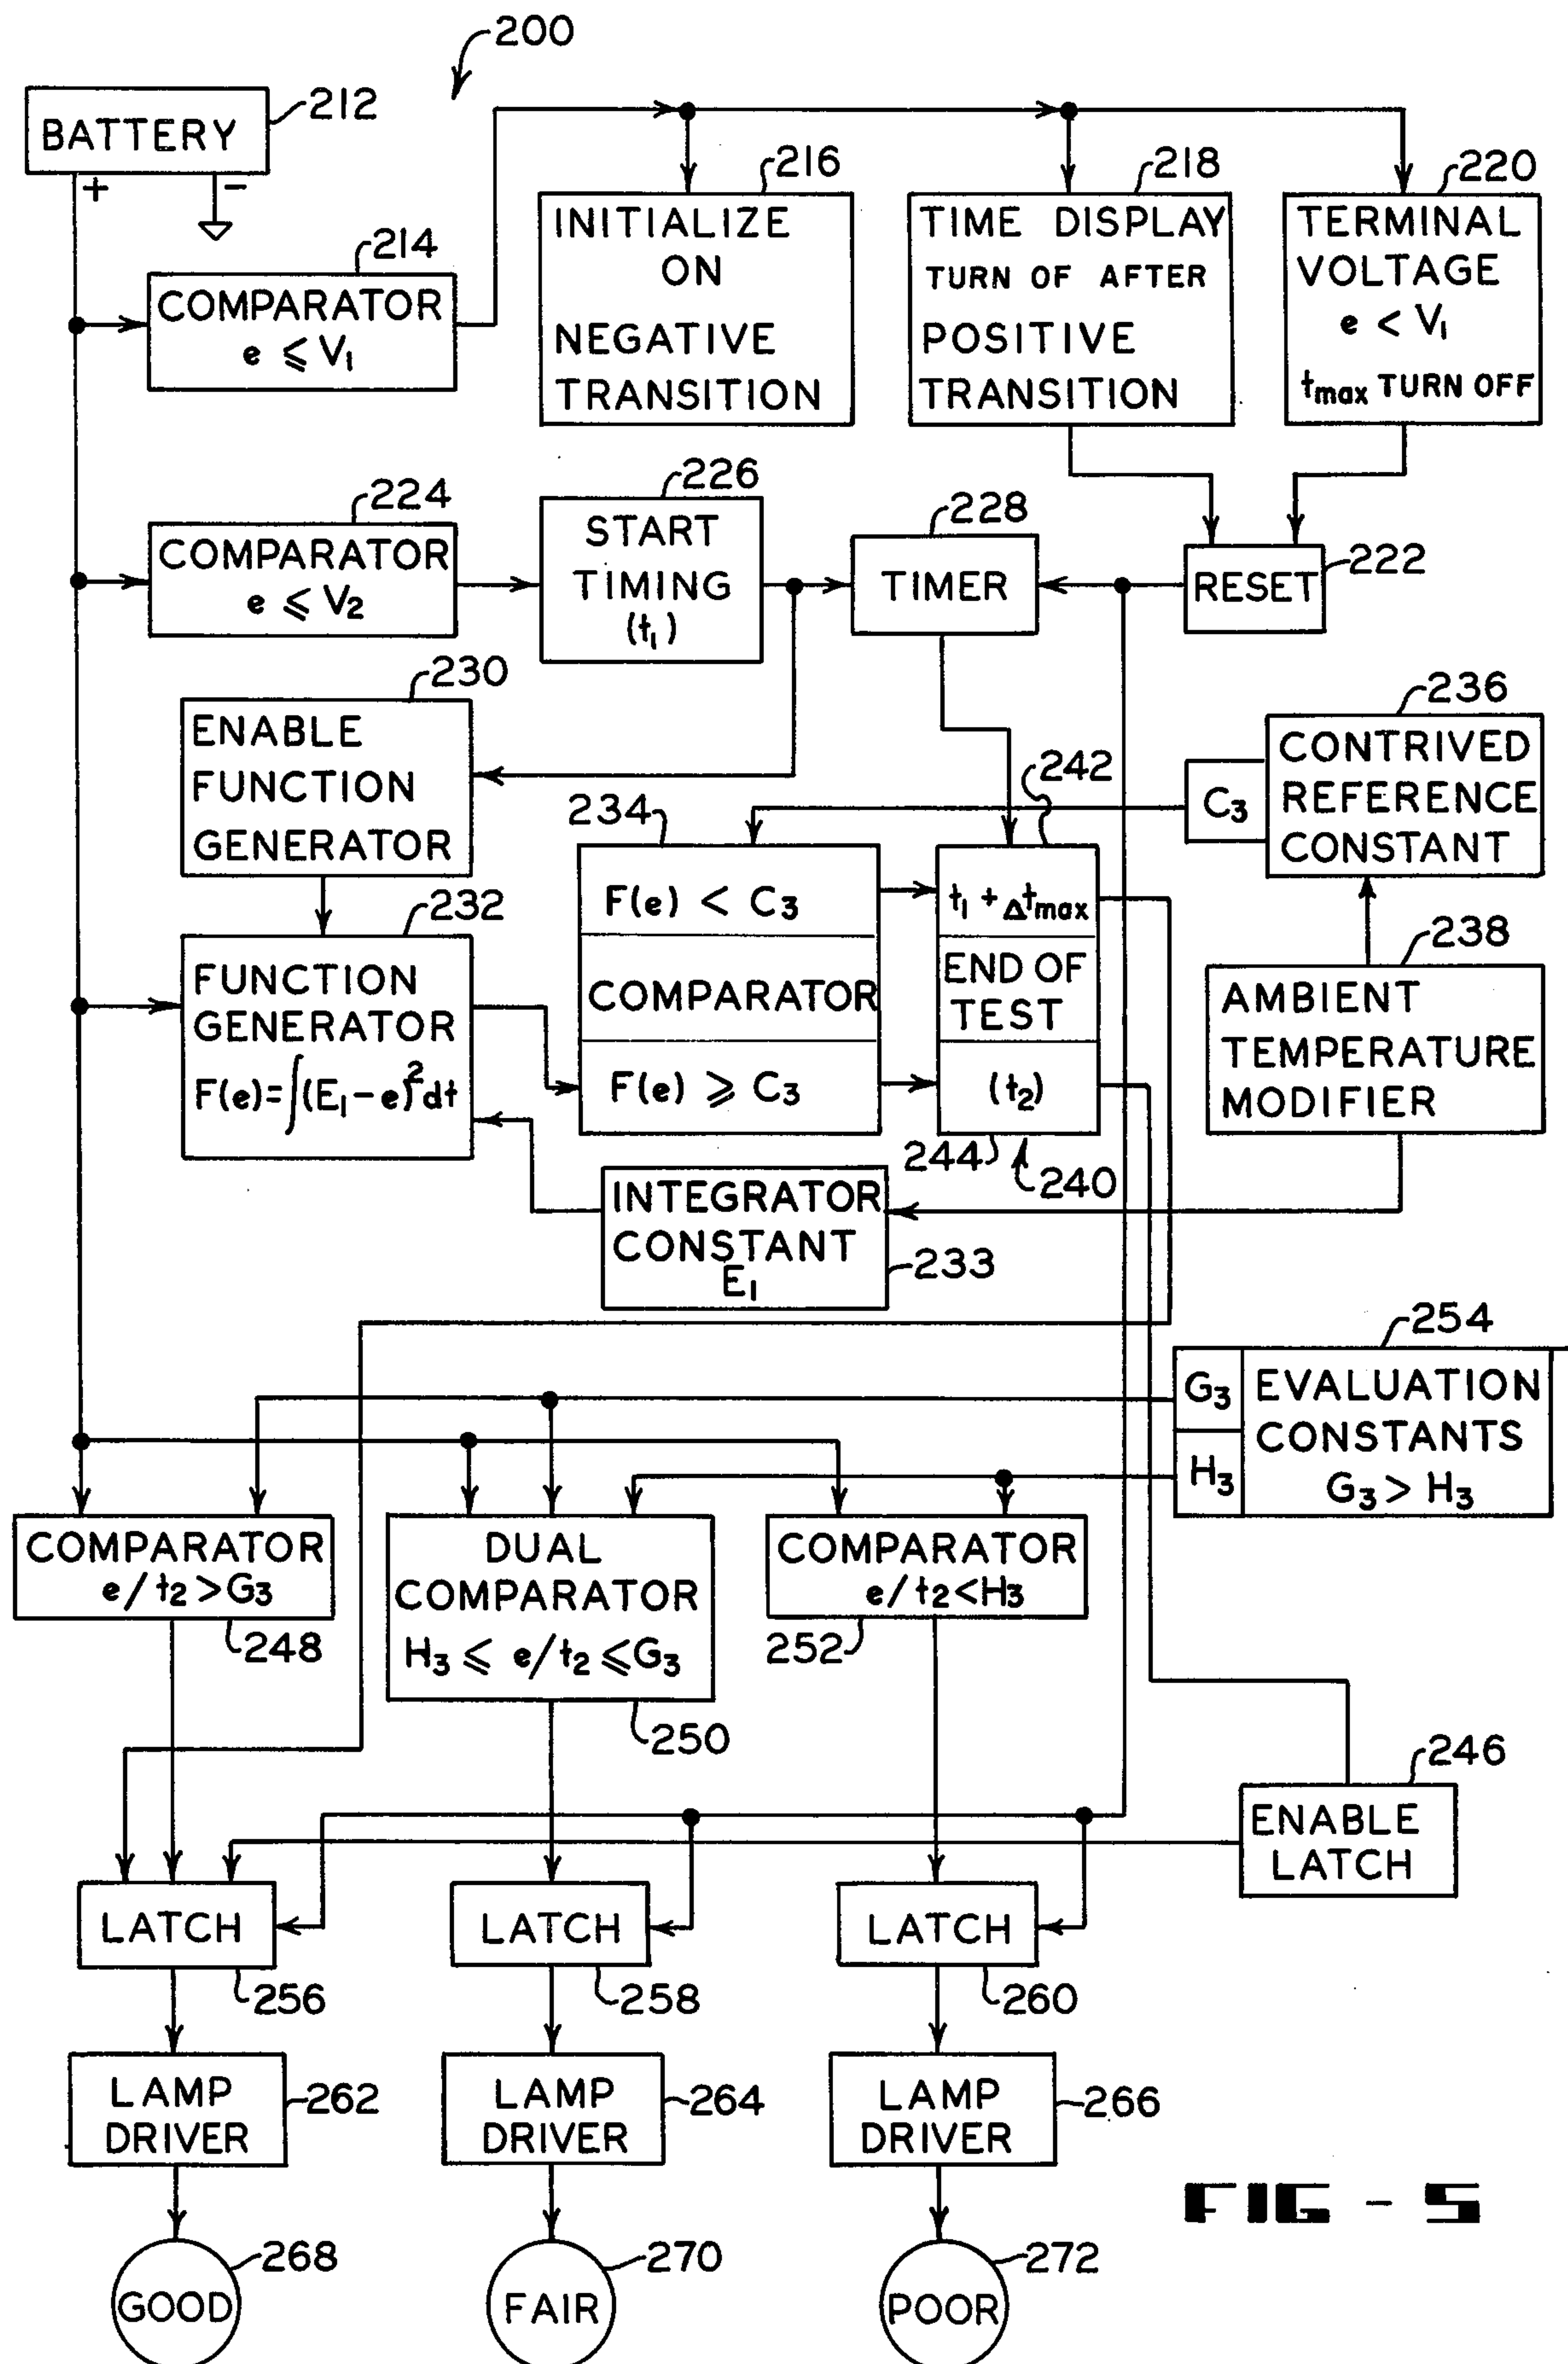 200
BATTERY
212
+
-
214
COMPARATOR
e ⩽ V₁
216
INITIALIZE
ON
NEGATIVE
TRANSITION
218
TIME DISPLAY
TURN OF AFTER
POSITIVE
TRANSITION
220
TERMINAL
VOLTAGE
e < V₁
tmax TURN OFF
224
COMPARATOR
e ⩽ V₂
226
START
TIMING
(t₁)
228
TIMER
RESET
222
230
ENABLE
FUNCTION
GENERATOR
236
CONTRIVED
REFERENCE
CONSTANT
C₃
232
FUNCTION
GENERATOR
F(e)=∫(E₁-e)²dt
234
F(e) < C₃
COMPARATOR
F(e) ⩾ C₃
242
t₁ + Δtmax
END OF
TEST
(t₂)
244
240
238
AMBIENT
TEMPERATURE
MODIFIER
INTEGRATOR
CONSTANT
E₁
233
254
G₃
H₃
EVALUATION
CONSTANTS
G₃ > H₃
COMPARATOR
e/t₂>G₃
248
DUAL
COMPARATOR
H₃ ⩽ e/t₂ ⩽G₃
250
COMPARATOR
e/t₂<H₃
252
246
ENABLE
LATCH
LATCH
256
LATCH
258
LATCH
260
LAMP
DRIVER
262
LAMP
DRIVER
264
LAMP
DRIVER
266
GOOD
268
FAIR
270
POOR
272
FIG - 5